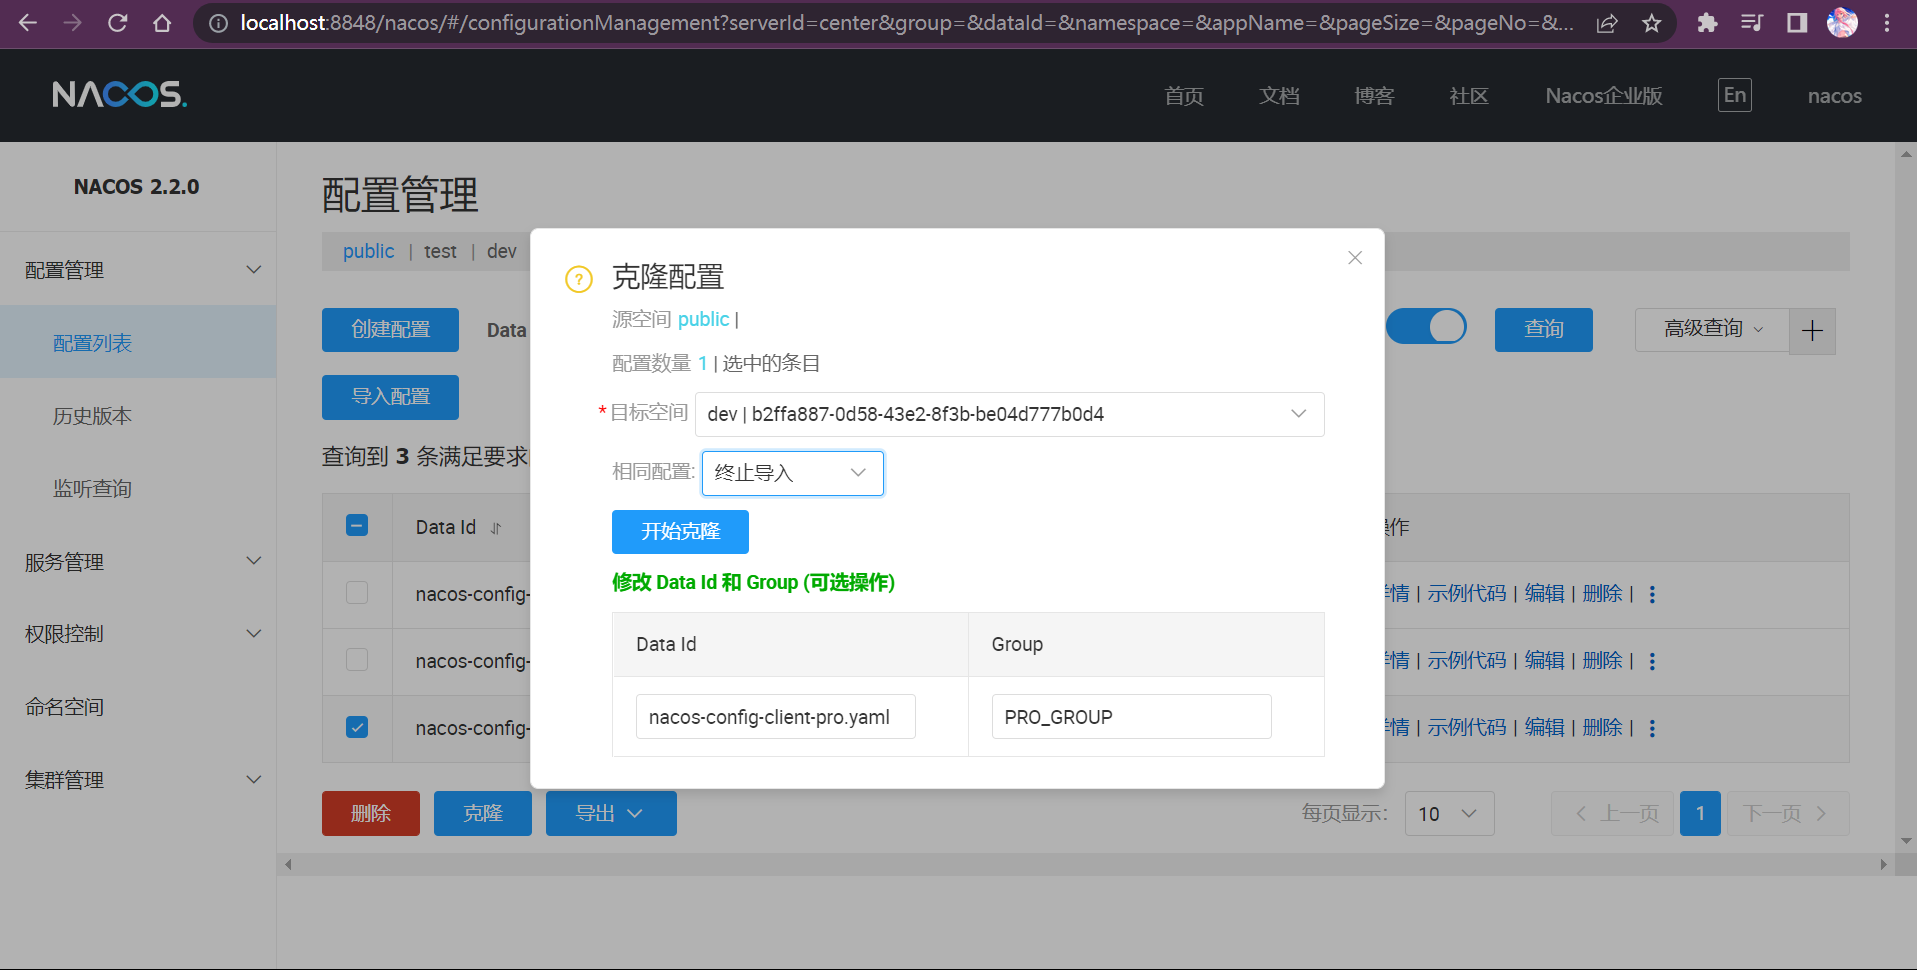 localhost:8848/nacos/#/configurationManagement?serverId=center&group=&dataId=&namespace=&appName=&pageSize=&pageNo=&...
NACOS.
首页
文档
博客
社区
Nacos企业版
En
nacos
NACOS 2.2.0
配置管理
配置列表
历史版本
监听查询
服务管理
权限控制
命名空间
集群管理
配置管理
public | test | dev
创建配置
Data
查询
高级查询
导入配置
查询到 3 条满足要求
Data Id
操作
nacos-config-
详情 | 示例代码 | 编辑 | 删除 |
nacos-config-
详情 | 示例代码 | 编辑 | 删除 |
nacos-config-
详情 | 示例代码 | 编辑 | 删除 |
删除
克隆
导出
每页显示:
10
上一页
1
下一页
克隆配置
源空间 public |
配置数量 1 | 选中的条目
*目标空间 dev | b2ffa887-0d58-43e2-8f3b-be04d777b0d4
相同配置: 终止导入
开始克隆
修改 Data Id 和 Group (可选操作)
Data Id
Group
nacos-config-client-pro.yaml
PRO_GROUP